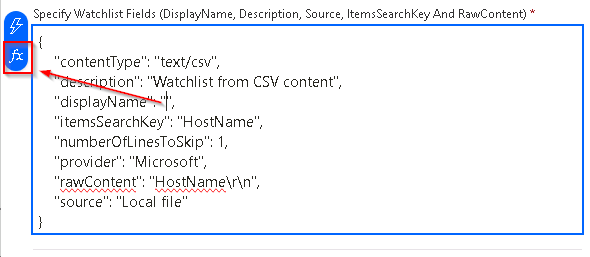 Specify Watchlist Fields (DisplayName, Description, Source, ItemsSearchKey And RawContent) *
fx
{
"contentType": "text/csv",
"description": "Watchlist from CSV content",
"displayName": "",
"itemsSearchKey": "HostName",
"numberOfLinesToSkip": 1,
"provider": "Microsoft",
"rawContent": "HostName\r\n",
"source": "Local file"
}